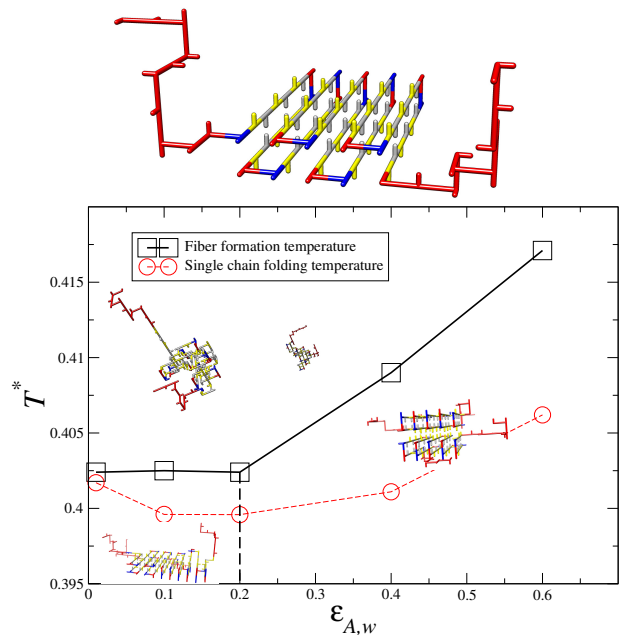 Fiber formation temperature
Single chain folding temperature
0.415
0.41
0.405
0.4
0.395
T*
0 0.1 0.2 0.3 0.4 0.5 0.6
ε_{A,w}